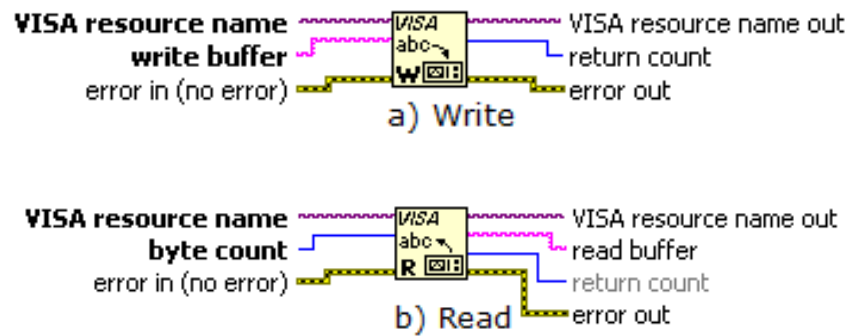 VISA resource name VISA VISA resource name out
write buffer abc return count
error in (no error) W error out
a) Write
VISA resource name VISA VISA resource name out
byte count abc read buffer
error in (no error) R return count
b) Read error out